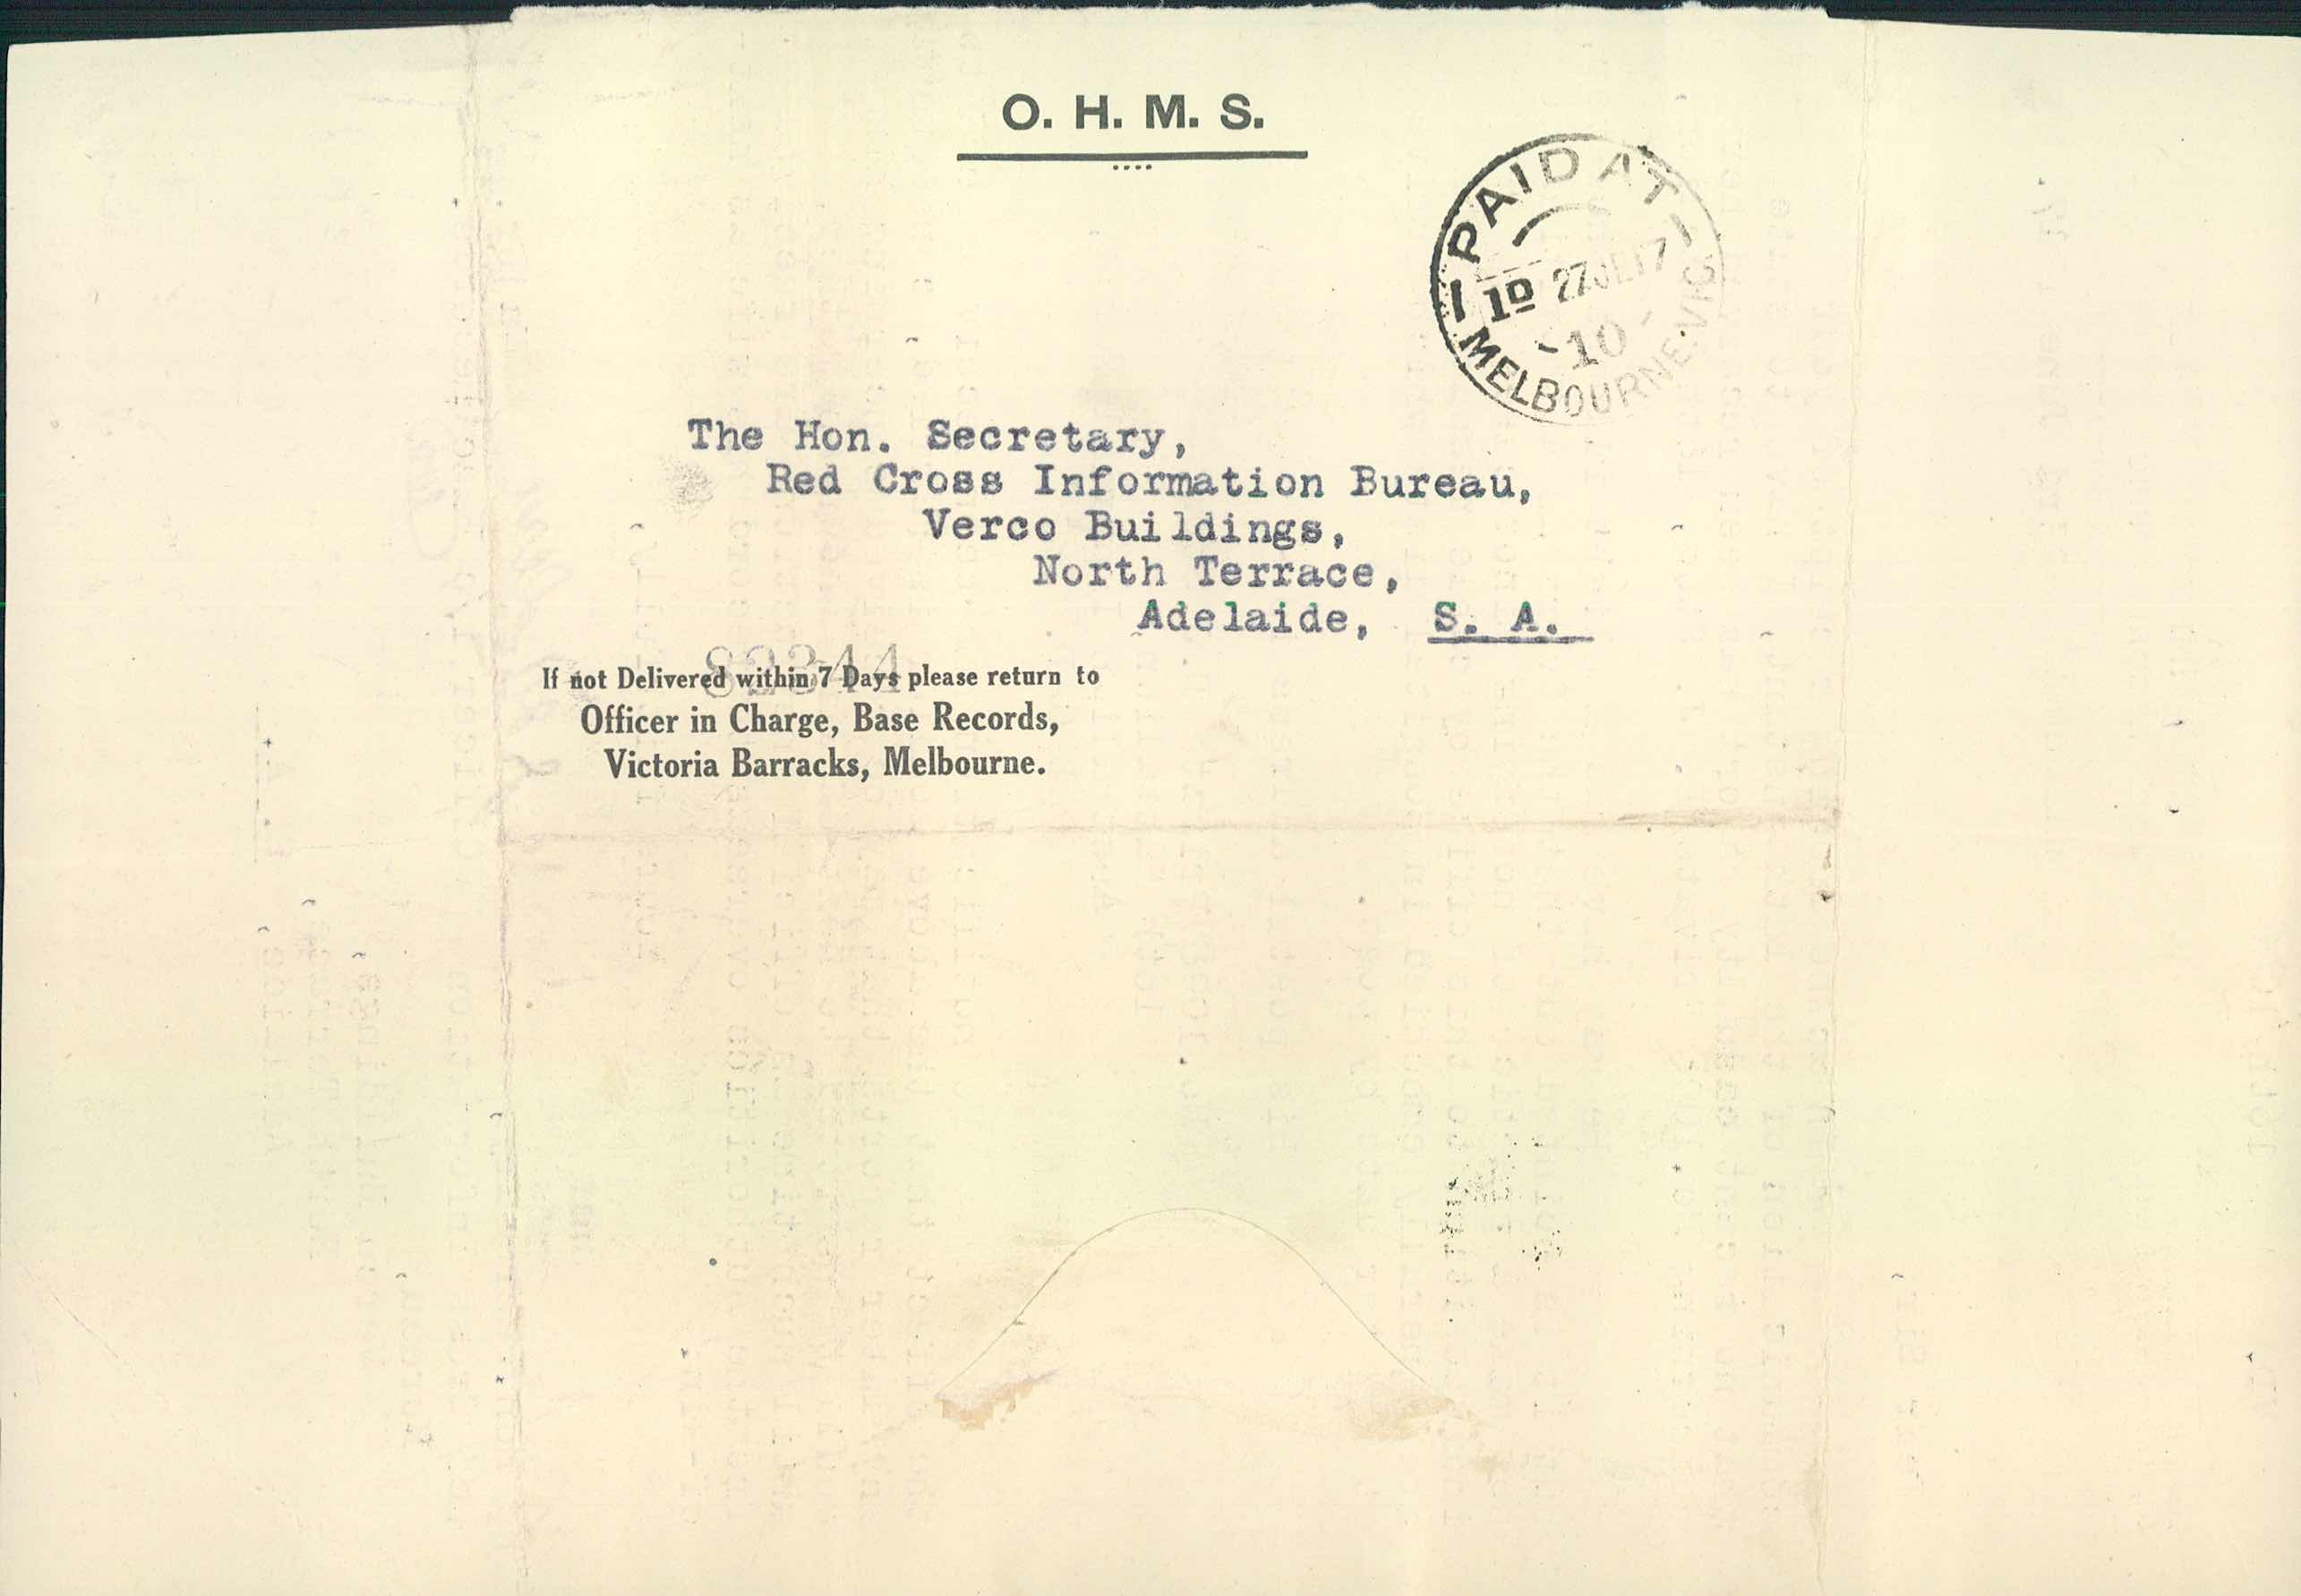 O. H. M. S.
PAID AT
1D 27 JE 17
-10-
MELBOURNE.VIC
The Hon. Secretary,
Red Cross Information Bureau,
Verco Buildings,
North Terrace,
Adelaide, S. A.
82344
If not Delivered within 7 Days please return to
Officer in Charge, Base Records,
Victoria Barracks, Melbourne.